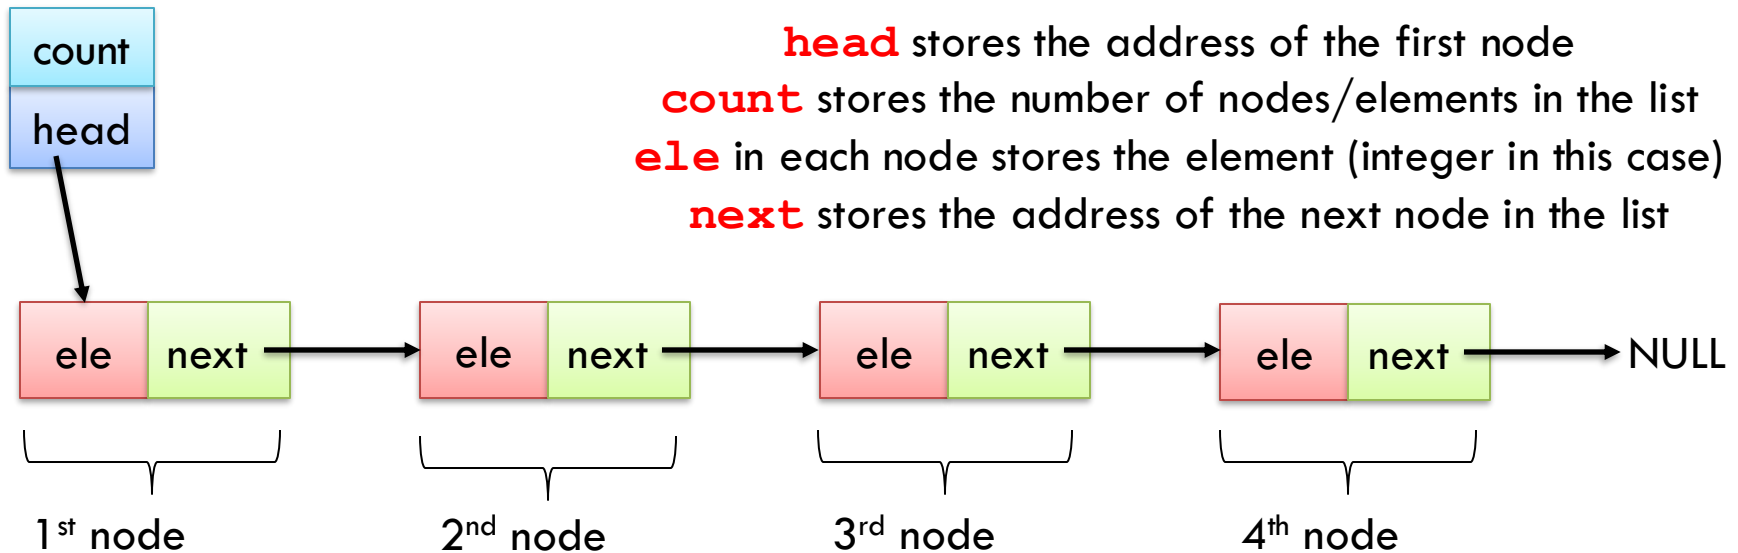 count
head
head stores the address of the first node
count stores the number of nodes/elements in the list
ele in each node stores the element (integer in this case)
next stores the address of the next node in the list
ele next ele next ele next ele next NULL
1st node 2nd node 3rd node 4th node